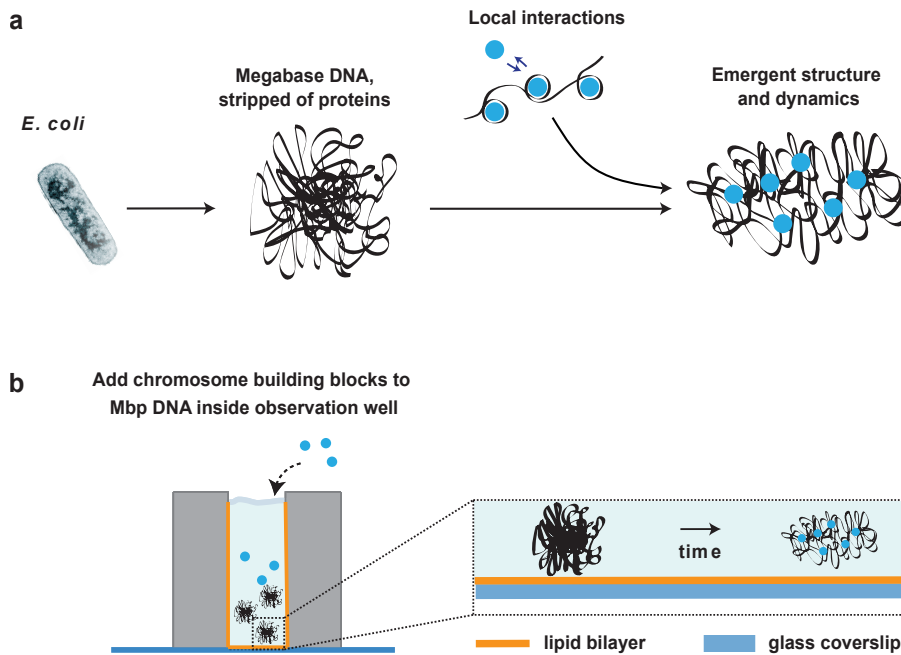 a
Local interactions
Megabase DNA,
stripped of proteins
Emergent structure
and dynamics
E. coli
b
Add chromosome building blocks to
Mbp DNA inside observation well
time
lipid bilayer
glass coverslip